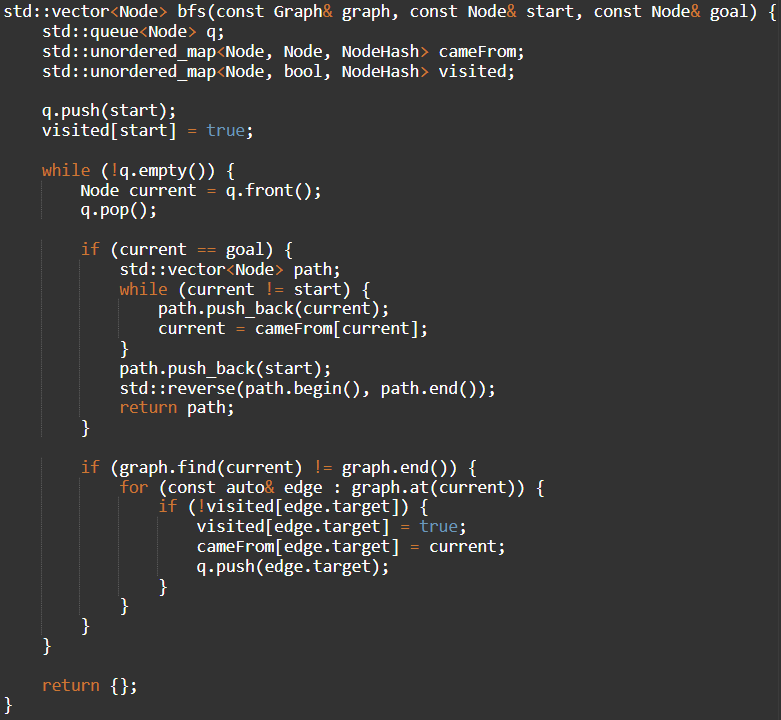 std::vector<Node> bfs(const Graph& graph, const Node& start, const Node& goal) {
    std::queue<Node> q;
    std::unordered_map<Node, Node, NodeHash> cameFrom;
    std::unordered_map<Node, bool, NodeHash> visited;

    q.push(start);
    visited[start] = true;

    while (!q.empty()) {
        Node current = q.front();
        q.pop();

        if (current == goal) {
            std::vector<Node> path;
            while (current != start) {
                path.push_back(current);
                current = cameFrom[current];
            }
            path.push_back(start);
            std::reverse(path.begin(), path.end());
            return path;
        }

        if (graph.find(current) != graph.end()) {
            for (const auto& edge : graph.at(current)) {
                if (!visited[edge.target]) {
                    visited[edge.target] = true;
                    cameFrom[edge.target] = current;
                    q.push(edge.target);
                }
            }
        }
    }

    return {};
}